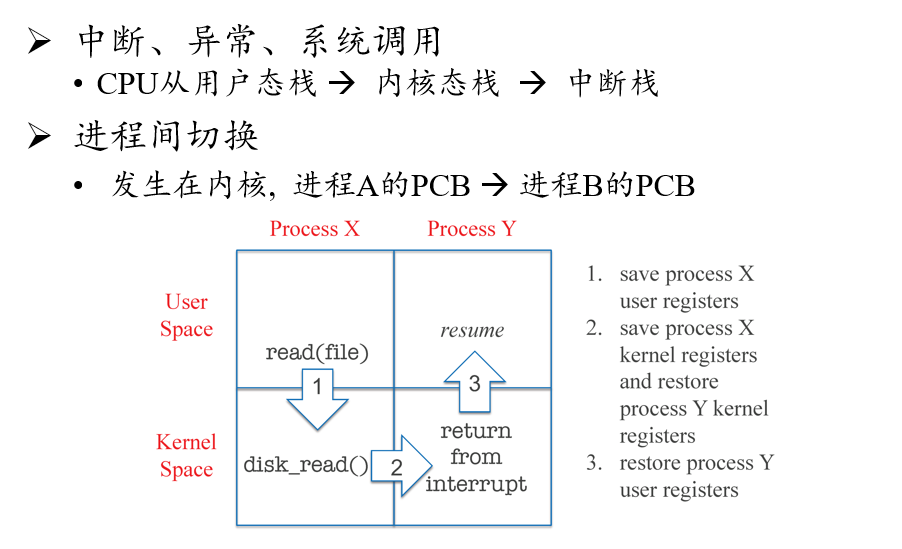 ➢ 中断、异常、系统调用
• CPU从用户态栈 → 内核态栈 → 中断栈
➢ 进程间切换
• 发生在内核, 进程A的PCB → 进程B的PCB
Process X
Process Y
User
Space
read(file)
1
resume
3
Kernel
Space
disk_read()
2
return
from
interrupt
1. save process X
user registers
2. save process X
kernel registers
and restore
process Y kernel
registers
3. restore process Y
user registers